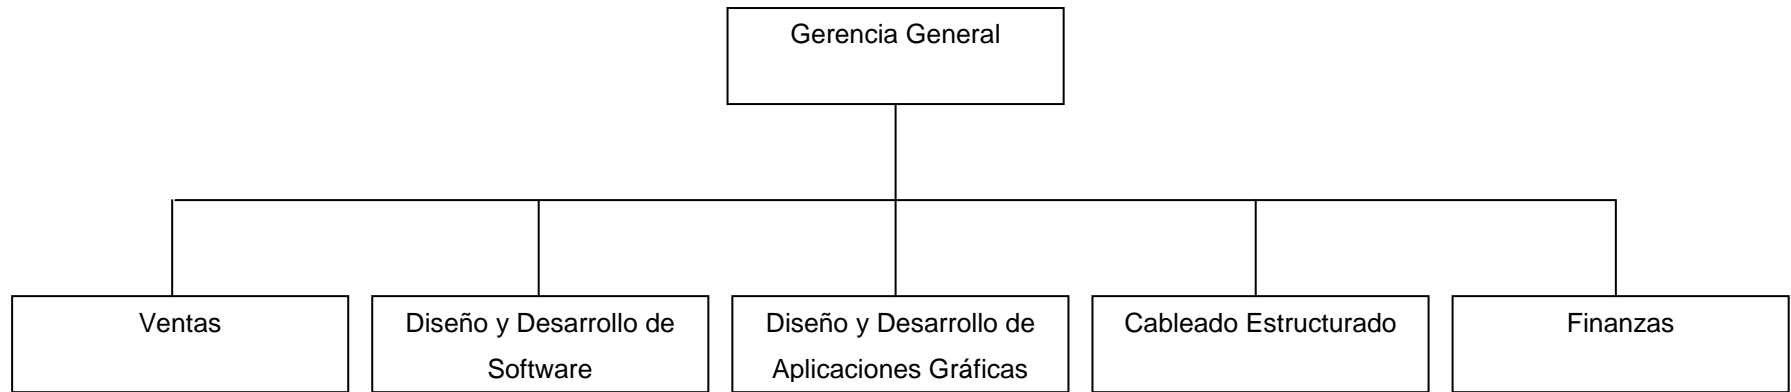 Gerencia General
Ventas
Diseño y Desarrollo de
Software
Diseño y Desarrollo de
Aplicaciones Gráficas
Cableado Estructurado
Finanzas